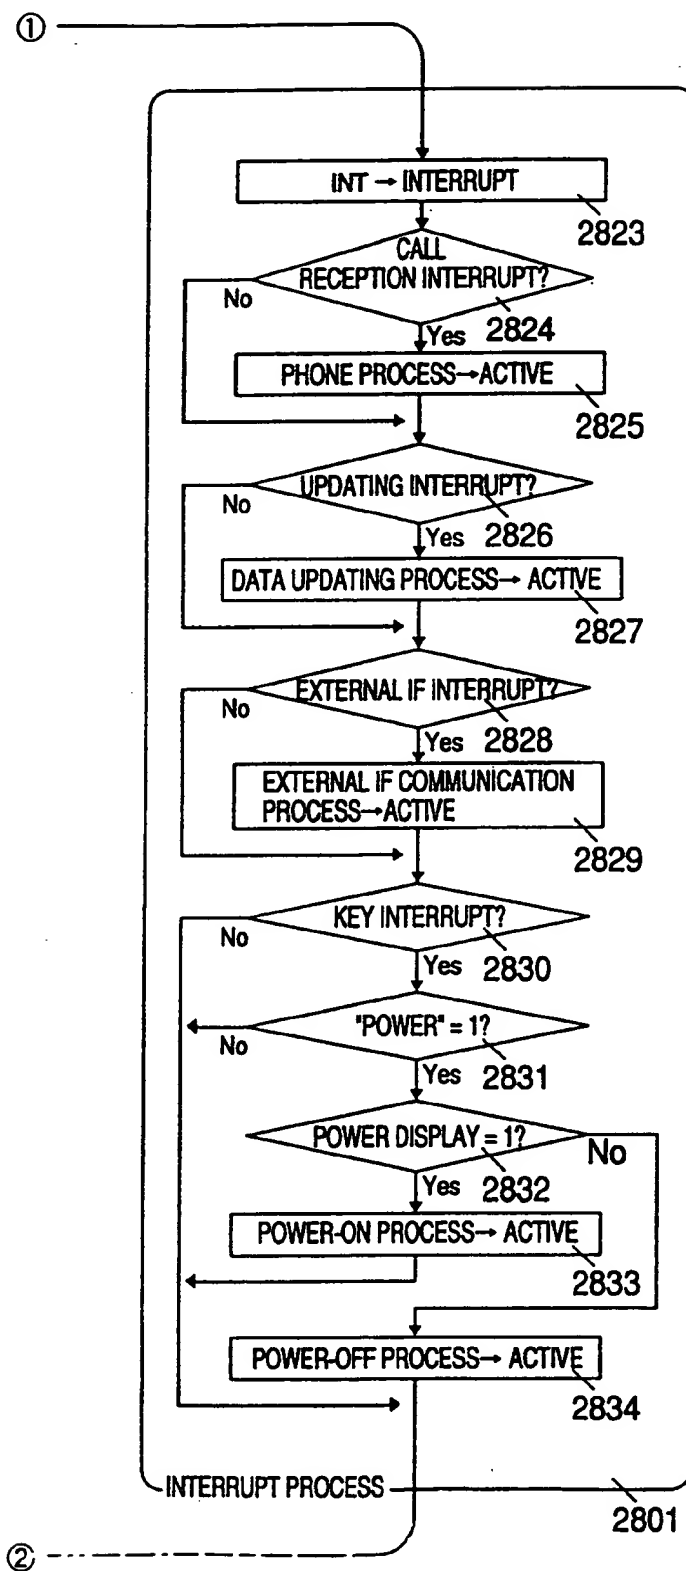 ①
INT → INTERRUPT
2823
CALL
RECEPTION INTERRUPT?
No
2824
Yes
PHONE PROCESS→ACTIVE
2825
UPDATING INTERRUPT?
No
2826
Yes
DATA UPDATING PROCESS→ ACTIVE
2827
EXTERNAL IF INTERRUPT?
No
2828
Yes
EXTERNAL IF COMMUNICATION
PROCESS→ACTIVE
2829
KEY INTERRUPT?
No
Yes
2830
"POWER" = 1?
No
Yes
2831
POWER DISPLAY = 1?
No
Yes
2832
POWER-ON PROCESS→ ACTIVE
2833
POWER-OFF PROCESS→ ACTIVE
2834
INTERRUPT PROCESS
2801
②